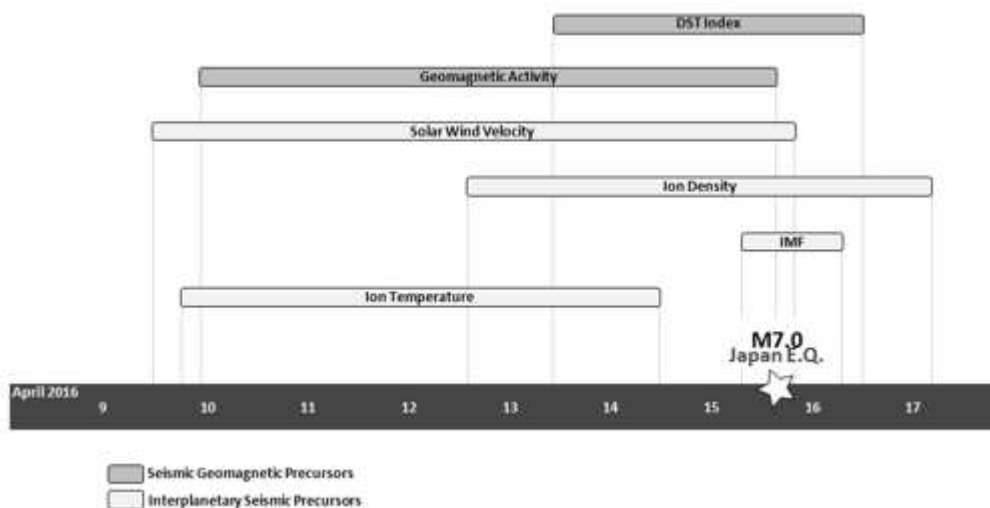 DST Index
Geomagnetic Activity
Solar Wind Velocity
Ion Density
IMF
Ion Temperature
M7.0
Japan E.Q.
April 2016
9 10 11 12 13 14 15 16 17
Seismic Geomagnetic Precursors
Interplanetary Seismic Precursors